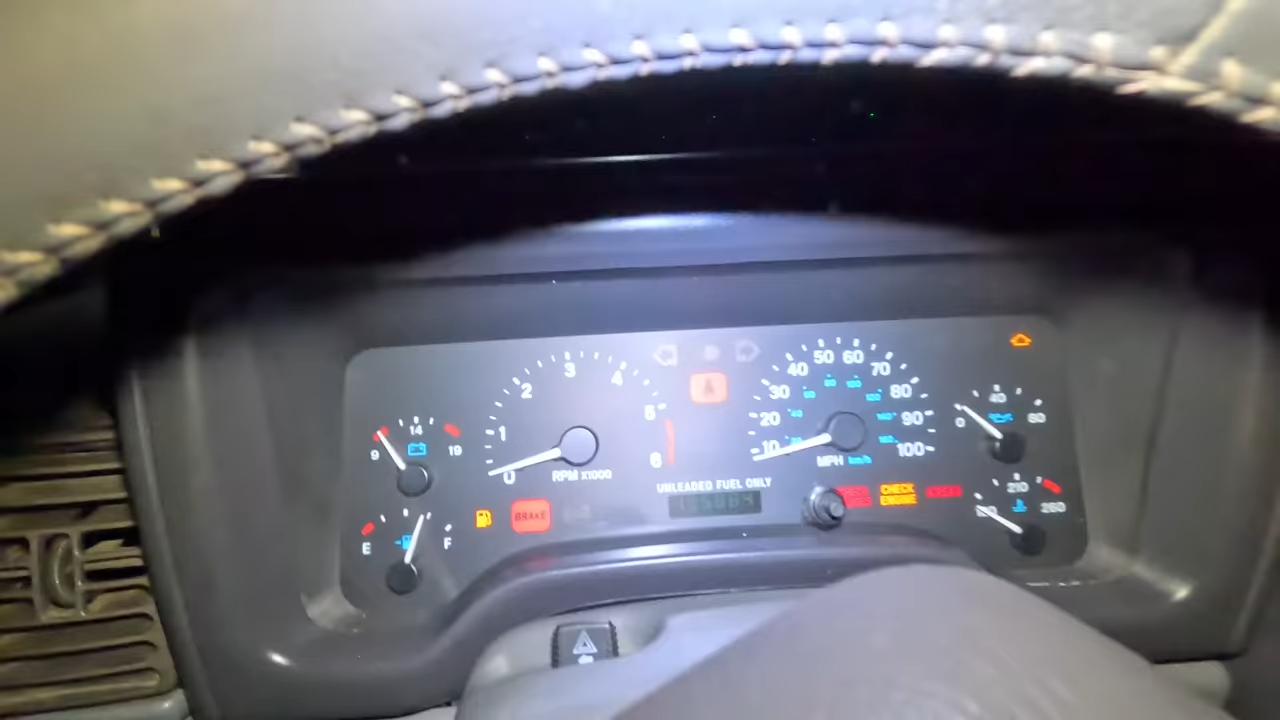 3
2 4
1 5
0 6
RPM X1000
9 14 19
E F
BRAKE
50 60
40 70
30 80
20 90
10 100
MPH km/h
UNLEADED FUEL ONLY
CHECK
ENGINE
40
0 80
210
260